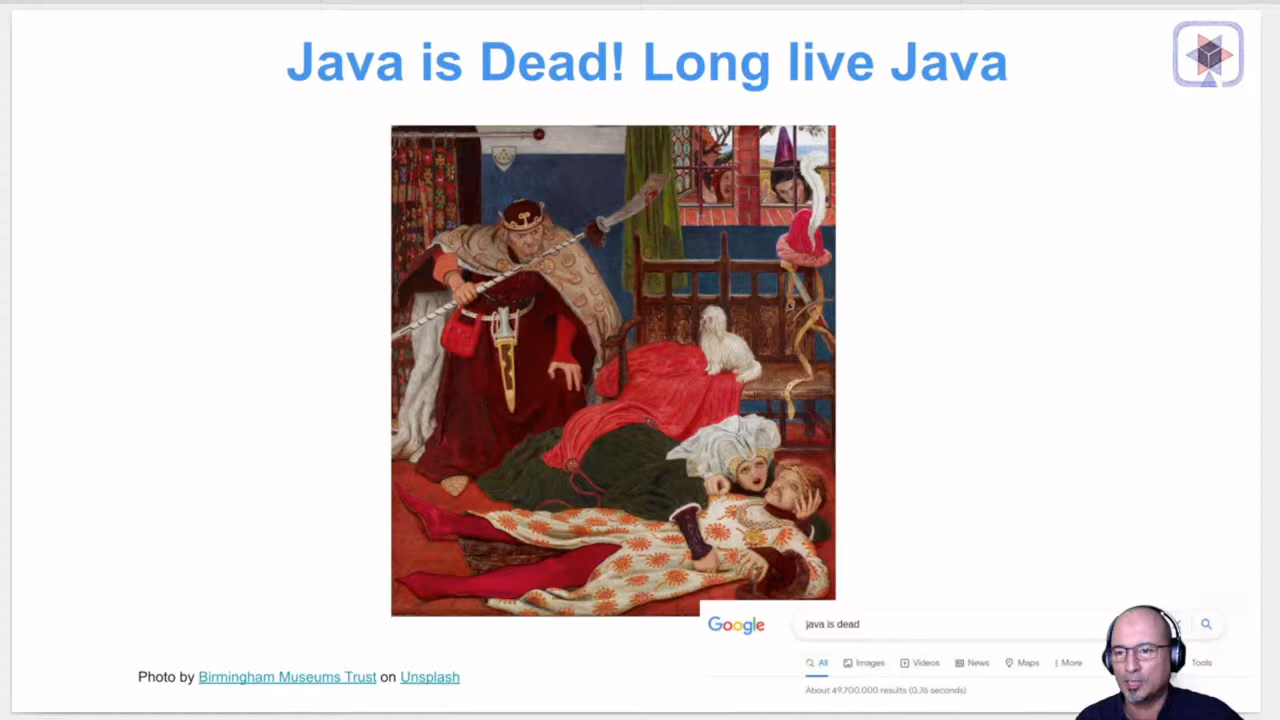 Java is Dead! Long live Java
Google
java is dead
All Images Videos News Maps More Tools
About 49.700.000 results (0,76 seconds)
Photo by Birmingham Museums Trust on Unsplash